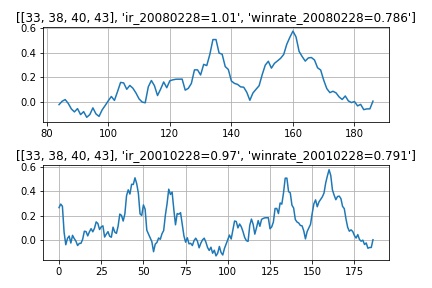 [[33, 38, 40, 43], 'ir_20080228=1.01', 'winrate_20080228=0.786']
0.6
0.4
0.2
0.0
80 100 120 140 160 180
[[33, 38, 40, 43], 'ir_20010228=0.97', 'winrate_20010228=0.791']
0.6
0.4
0.2
0.0
0 25 50 75 100 125 150 175